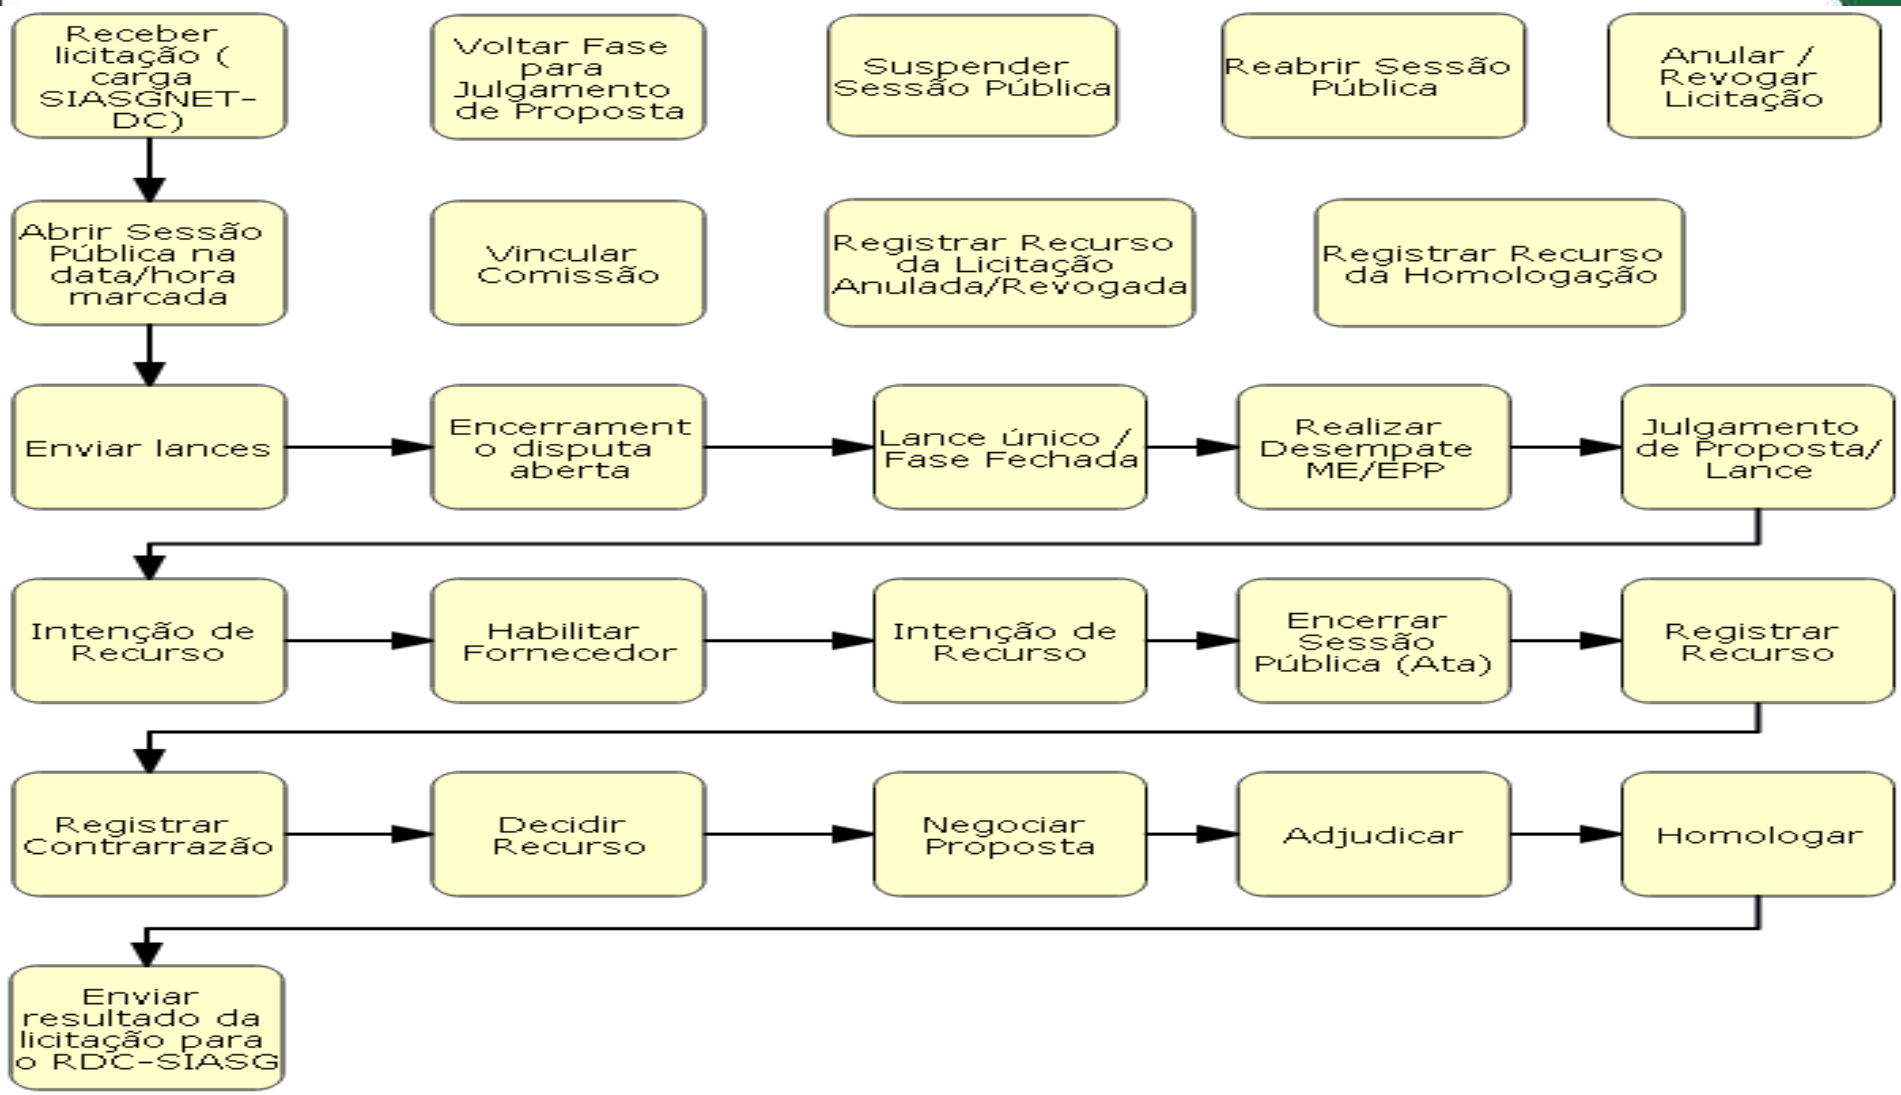 Receber
licitação (
carga
SIASGNET-
DC)
Voltar Fase
para
Julgamento
de Proposta
Suspender
Sessão Pública
Reabrir Sessão
Pública
Anular /
Revogar
Licitação
Abrir Sessão
Pública na
data/hora
marcada
Vincular
Comissão
Registrar Recurso
da Licitação
Anulada/Revogada
Registrar Recurso
da Homologação
Enviar lances
Encerrament
o disputa
aberta
Lance único /
Fase Fechada
Realizar
Desempate
ME/EPP
Julgamento
de Proposta/
Lance
Intenção de
Recurso
Habilitar
Fornecedor
Intenção de
Recurso
Encerrar
Sessão
Pública (Ata)
Registrar
Recurso
Registrar
Contrarrazão
Decidir
Recurso
Negociar
Proposta
Adjudicar
Homologar
Enviar
resultado da
licitação para
o RDC-SIASG